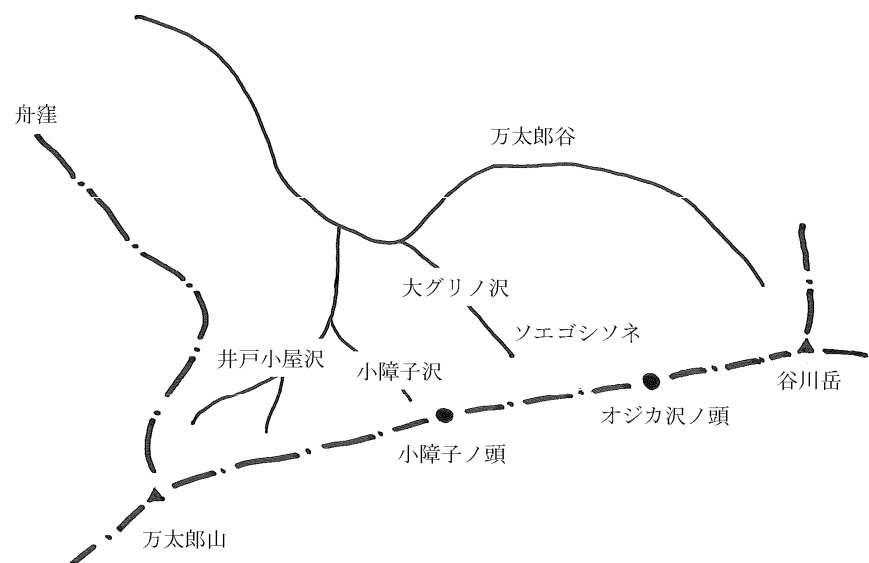 舟窪
万太郎谷
大グリノ沢
ソエゴシソネ
井戸小屋沢
小障子沢
谷川岳
オジカ沢ノ頭
小障子ノ頭
万太郎山